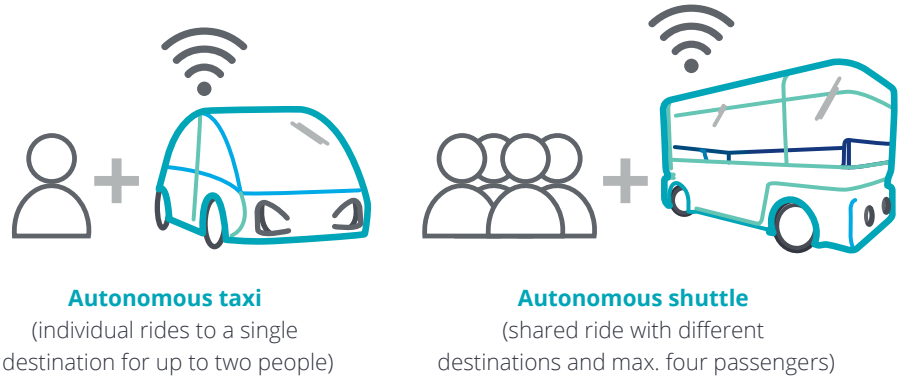 Autonomous taxi
(individual rides to a single
destination for up to two people)
Autonomous shuttle
(shared ride with different
destinations and max. four passengers)